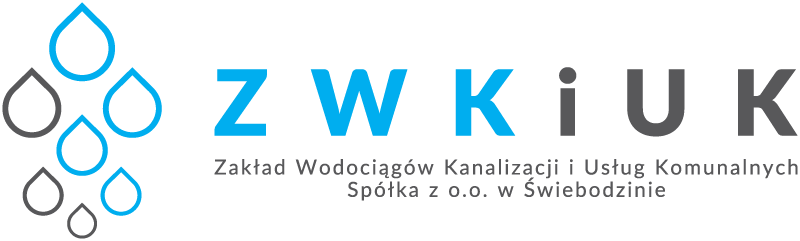 ZWKiUK
Zakład Wodociągów Kanalizacji i Usług Komunalnych
Spółka z o.o. w Świebodzinie